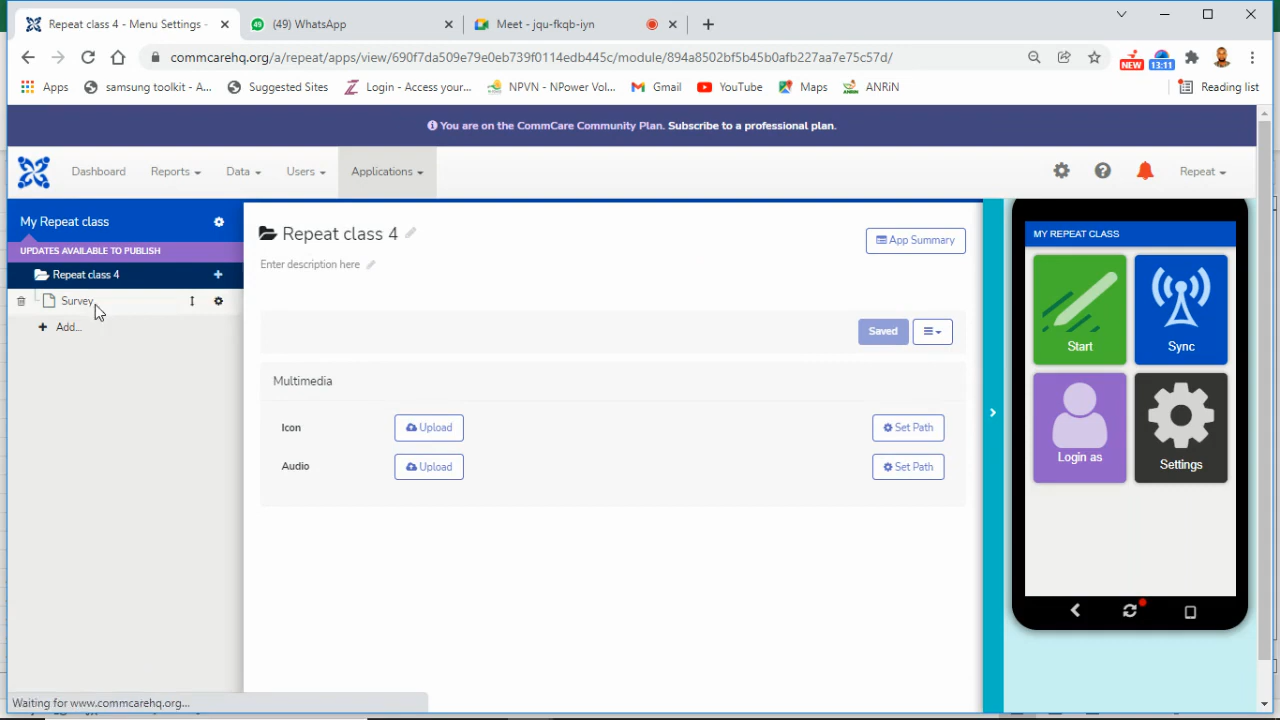 Repeat class 4 - Menu Settings -
(49) WhatsApp
Meet - jqu-fkqb-iyn
commcarehq.org/a/repeat/apps/view/690f7da509e79e0eb739f0114edb445c/module/894a8502bf5b45b0afb227aa7e75c57d/
NEW
13:11
Apps
samsung toolkit - A...
Suggested Sites
Login - Access your...
NPVN - NPower Vol...
Gmail
YouTube
Maps
ANRiN
Reading list
You are on the CommCare Community Plan. Subscribe to a professional plan.
Dashboard
Reports
Data
Users
Applications
Repeat
My Repeat class
UPDATES AVAILABLE TO PUBLISH
Repeat class 4
Survey
Add...
Repeat class 4
App Summary
Enter description here
Saved
Multimedia
Icon
Upload
Set Path
Audio
Upload
Set Path
MY REPEAT CLASS
Start
Sync
Login as
Settings
Waiting for www.commcarehq.org...